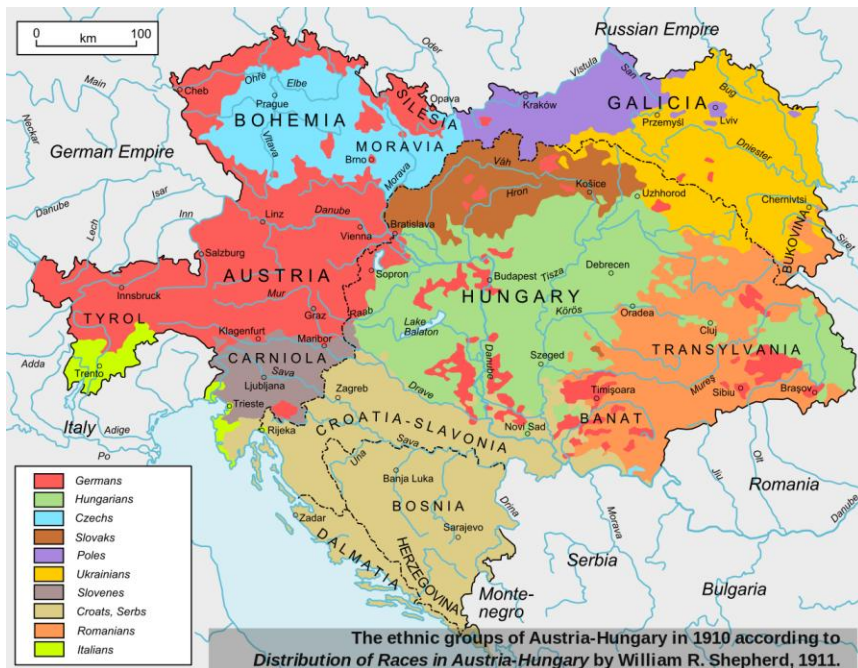 0 100
km
Russian Empire
Oder
Vistula
San
Bug
Main
Cheb
Ohře
Elbe
Prague
BOHEMIA
Vltava
Opava
SILESIA
Kraków
GALICIA
Przemyśl
Lviv
Neckar
German Empire
MORAVIA
Brno
Morava
Dniester
Váh
Hron
Košice
Uzhhorod
Chernivtsi
Siret
BUKOVINA
Danube
Lech
Isar
Inn
Linz
Danube
Vienna
Bratislava
Salzburg
AUSTRIA
Sopron
Budapest
Tisza
Debrecen
HUNGARY
Innsbruck
TYROL
Mur
Graz
Raab
Körös
Oradea
Cluj
Klagenfurt
Maribor
Lake
Balaton
TRANSYLVANIA
Adda
Trento
CARNIOLA
Sava
Ljubljana
Danube
Szeged
Mureș
Sibiu
Brașov
Trieste
Zagreb
Drave
Timișoara
BANAT
Italy
Adige
Po
Rijeka
CROATIA-SLAVONIA
Sava
Novi Sad
Una
Banja Luka
BOSNIA
Drina
Morava
Jiu
Olt
Romania
Danube
Zadar
Sarajevo
DALMATIA
HERZEGOVINA
Serbia
Monte-
negro
Bulgaria
Germans
Hungarians
Czechs
Slovaks
Poles
Ukrainians
Slovenes
Croats, Serbs
Romanians
Italians
The ethnic groups of Austria-Hungary in 1910 according to
Distribution of Races in Austria-Hungary by William R. Shepherd, 1911.